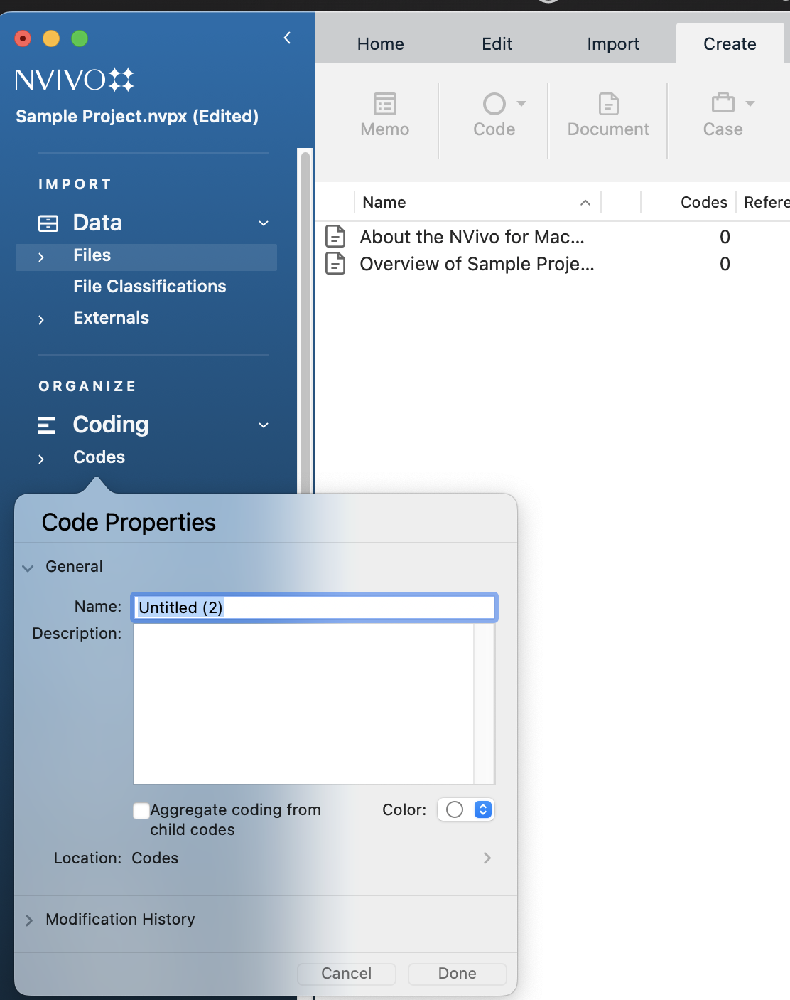 NVIVO
Sample Project.nvpx (Edited)
IMPORT
Data
Files
File Classifications
Externals
ORGANIZE
Coding
Codes
Home Edit Import Create
Memo Code Document Case
Name Codes Refere
About the NVivo for Mac... 0
Overview of Sample Proje... 0
Code Properties
General
Name: Untitled (2)
Description:
Aggregate coding from
child codes
Color:
Location: Codes
Modification History
Cancel Done